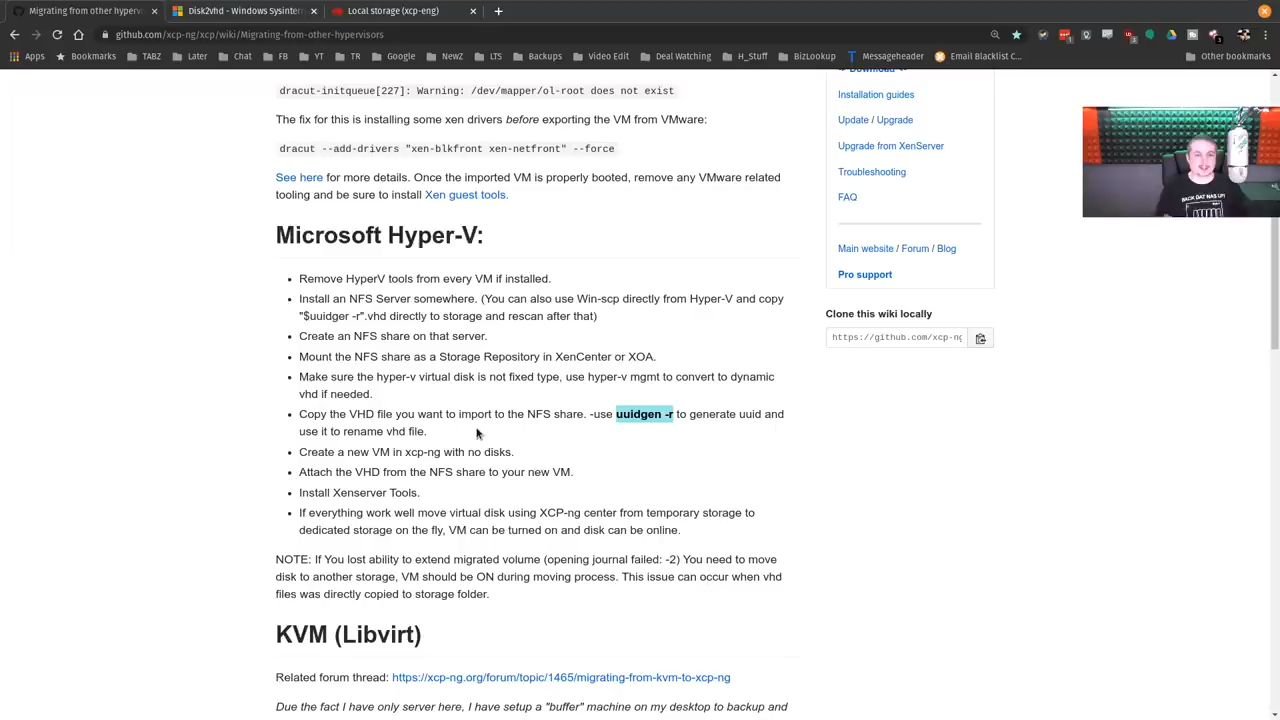 Migrating from other hyperv
Disk2vhd - Windows Sysintern
Local storage (xcp-eng)
github.com/xcp-ng/xcp/wiki/Migrating-from-other-hypervisors
Apps
Bookmarks
TABZ
Later
Chat
FB
YT
TR
Google
NewZ
LTS
Backups
Video Edit
Deal Watching
H_Stuff
BizLookup
Messageheader
Email Blacklist C...
Other bookmarks
dracut-initqueue[227]: Warning: /dev/mapper/ol-root does not exist
The fix for this is installing some xen drivers before exporting the VM from VMware:
dracut --add-drivers "xen-blkfront xen-netfront" --force
See here for more details. Once the imported VM is properly booted, remove any VMware related
tooling and be sure to install Xen guest tools.
Microsoft Hyper-V:
• Remove HyperV tools from every VM if installed.
• Install an NFS Server somewhere. (You can also use Win-scp directly from Hyper-V and copy
"$uuidger -r".vhd directly to storage and rescan after that)
• Create an NFS share on that server.
• Mount the NFS share as a Storage Repository in XenCenter or XOA.
• Make sure the hyper-v virtual disk is not fixed type, use hyper-v mgmt to convert to dynamic
vhd if needed.
• Copy the VHD file you want to import to the NFS share. -use uuidgen -r to generate uuid and
use it to rename vhd file.
• Create a new VM in xcp-ng with no disks.
• Attach the VHD from the NFS share to your new VM.
• Install Xenserver Tools.
• If everything work well move virtual disk using XCP-ng center from temporary storage to
dedicated storage on the fly, VM can be turned on and disk can be online.
NOTE: If You lost ability to extend migrated volume (opening journal failed: -2) You need to move
disk to another storage, VM should be ON during moving process. This issue can occur when vhd
files was directly copied to storage folder.
KVM (Libvirt)
Related forum thread: https://xcp-ng.org/forum/topic/1465/migrating-from-kvm-to-xcp-ng
Due the fact I have only server here, I have setup a "buffer" machine on my desktop to backup and
Download
Installation guides
Update / Upgrade
Upgrade from XenServer
Troubleshooting
FAQ
Main website / Forum / Blog
Pro support
Clone this wiki locally
https://github.com/xcp-ng
BACK DAT NAS UP!